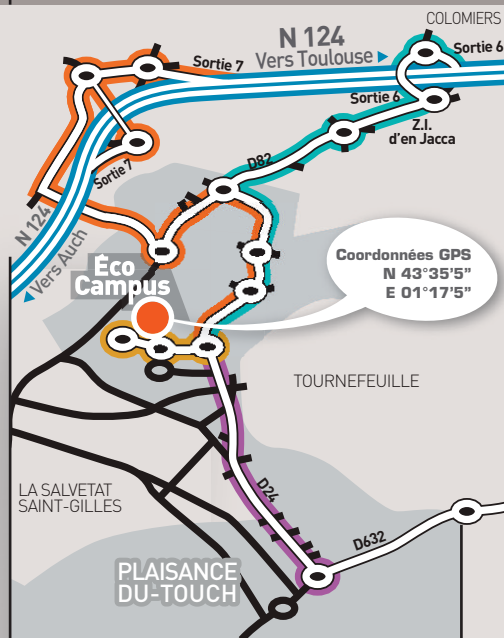 COLOMIERS
N 124
Vers Toulouse
Sortie 7
Sortie 6
Sortie 6
Z.I.
d'en Jacca
Sortie 7
D82
N 124
Vers Auch
Éco
Campus
Coordonnées GPS
N 43°35'5"
E 01°17'5"
TOURNEFEUILLE
LA SALVETAT
SAINT-GILLES
D24
D632
PLAISANCE
DU-TOUCH